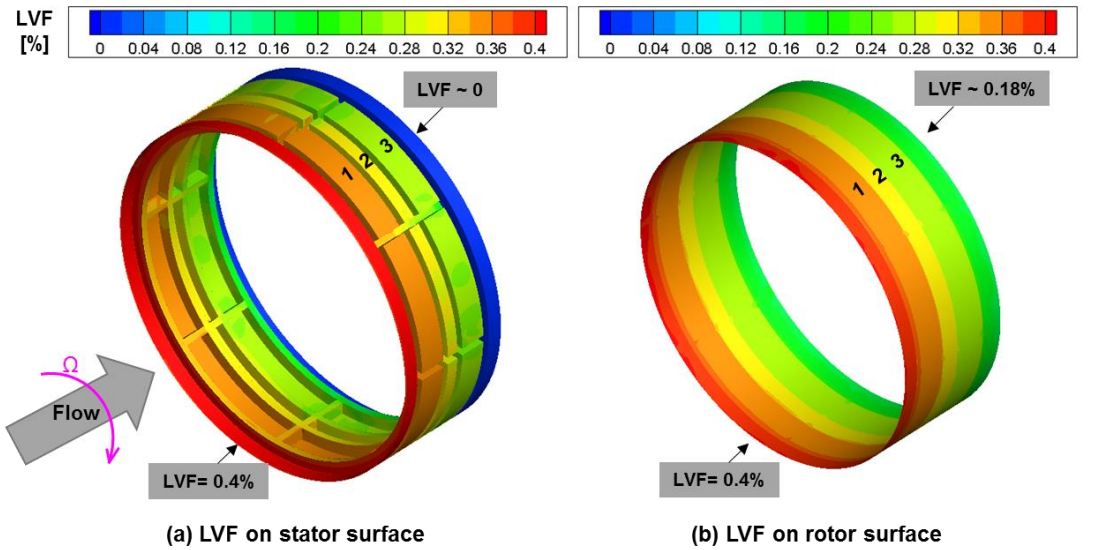 LVF
[%]
0 0.04 0.08 0.12 0.16 0.2 0.24 0.28 0.32 0.36 0.4
0 0.04 0.08 0.12 0.16 0.2 0.24 0.28 0.32 0.36 0.4
LVF ~ 0
1 2 3
Ω
Flow
LVF= 0.4%
LVF ~ 0.18%
1 2 3
LVF= 0.4%
(a) LVF on stator surface
(b) LVF on rotor surface